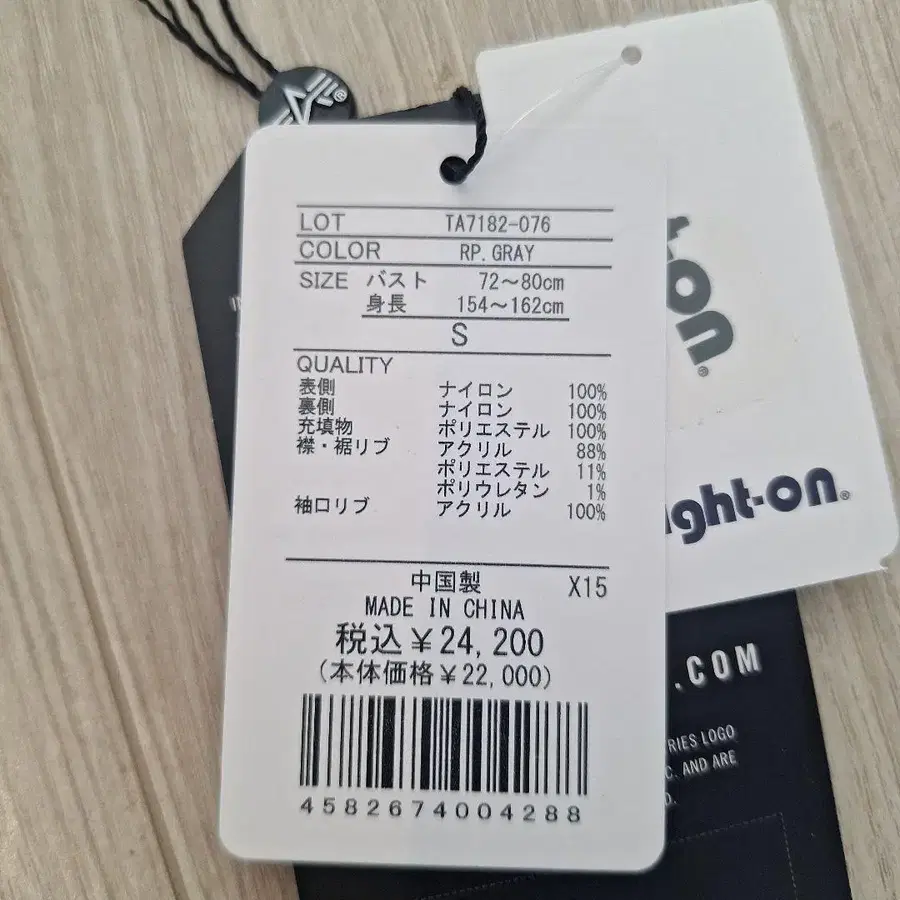 LOT TA7182-076
COLOR RP.GRAY
SIZE バスト 72〜80cm
身長 154〜162cm
S
QUALITY
表側 ナイロン 100%
裏側 ナイロン 100%
充填物 ポリエステル 100%
襟・裾リブ アクリル 88%
ポリエステル 11%
ポリウレタン 1%
袖口リブ アクリル 100%
中国製 X15
MADE IN CHINA
税込¥24,200
(本体価格¥22,000)
4582674004288
on®
ght-on®
.COM
RIES LOGO
C. AND ARE
D.